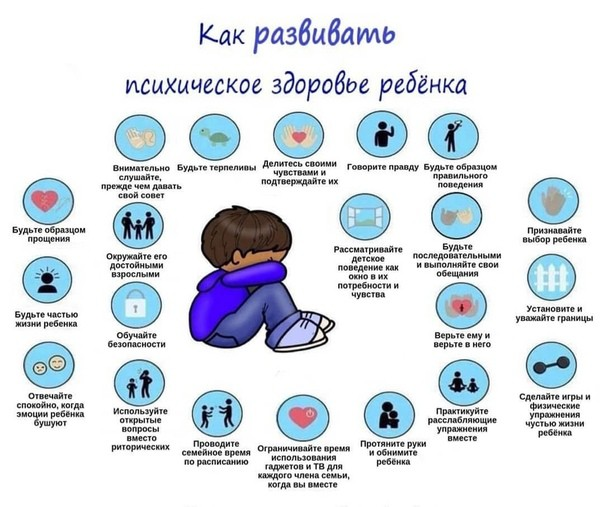 Как развивать
психическое здоровье ребёнка
Внимательно
слушайте,
прежде чем давать
свой совет
Будьте терпеливы
Делитесь своими
чувствами и
подтверждайте их
Говорите правду
Будьте образцом
правильного
поведения
Будьте образцом
прощения
Окружайте его
достойными
взрослыми
Рассматривайте
детское
поведение как
окно в их
потребности и
чувства
Будьте
последовательными
и выполняйте свои
обещания
Признавайте
выбор ребенка
Будьте частью
жизни ребенка
Обучайте
безопасности
Верьте ему и
верьте в него
Установите и
уважайте границы
Отвечайте
спокойно, когда
эмоции ребёнка
бушуют
Используйте
открытые
вопросы
вместо
риторических
Проводите
семейное время
по расписанию
Ограничивайте время
использования
гаджетов и ТВ для
каждого члена семьи,
когда вы вместе
Протяните руки
и обнимите
ребёнка
Практикуйте
расслабляющие
упражнения
вместе
Сделайте игры и
физические
упражнения
чустью жизни
ребёнка